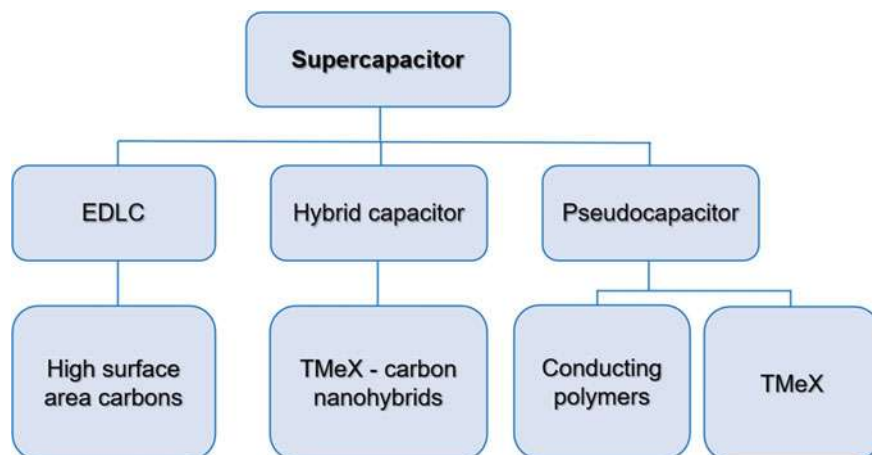 Supercapacitor
EDLC
Hybrid capacitor
Pseudocapacitor
High surface
area carbons
TMeX - carbon
nanohybrids
Conducting
polymers
TMeX